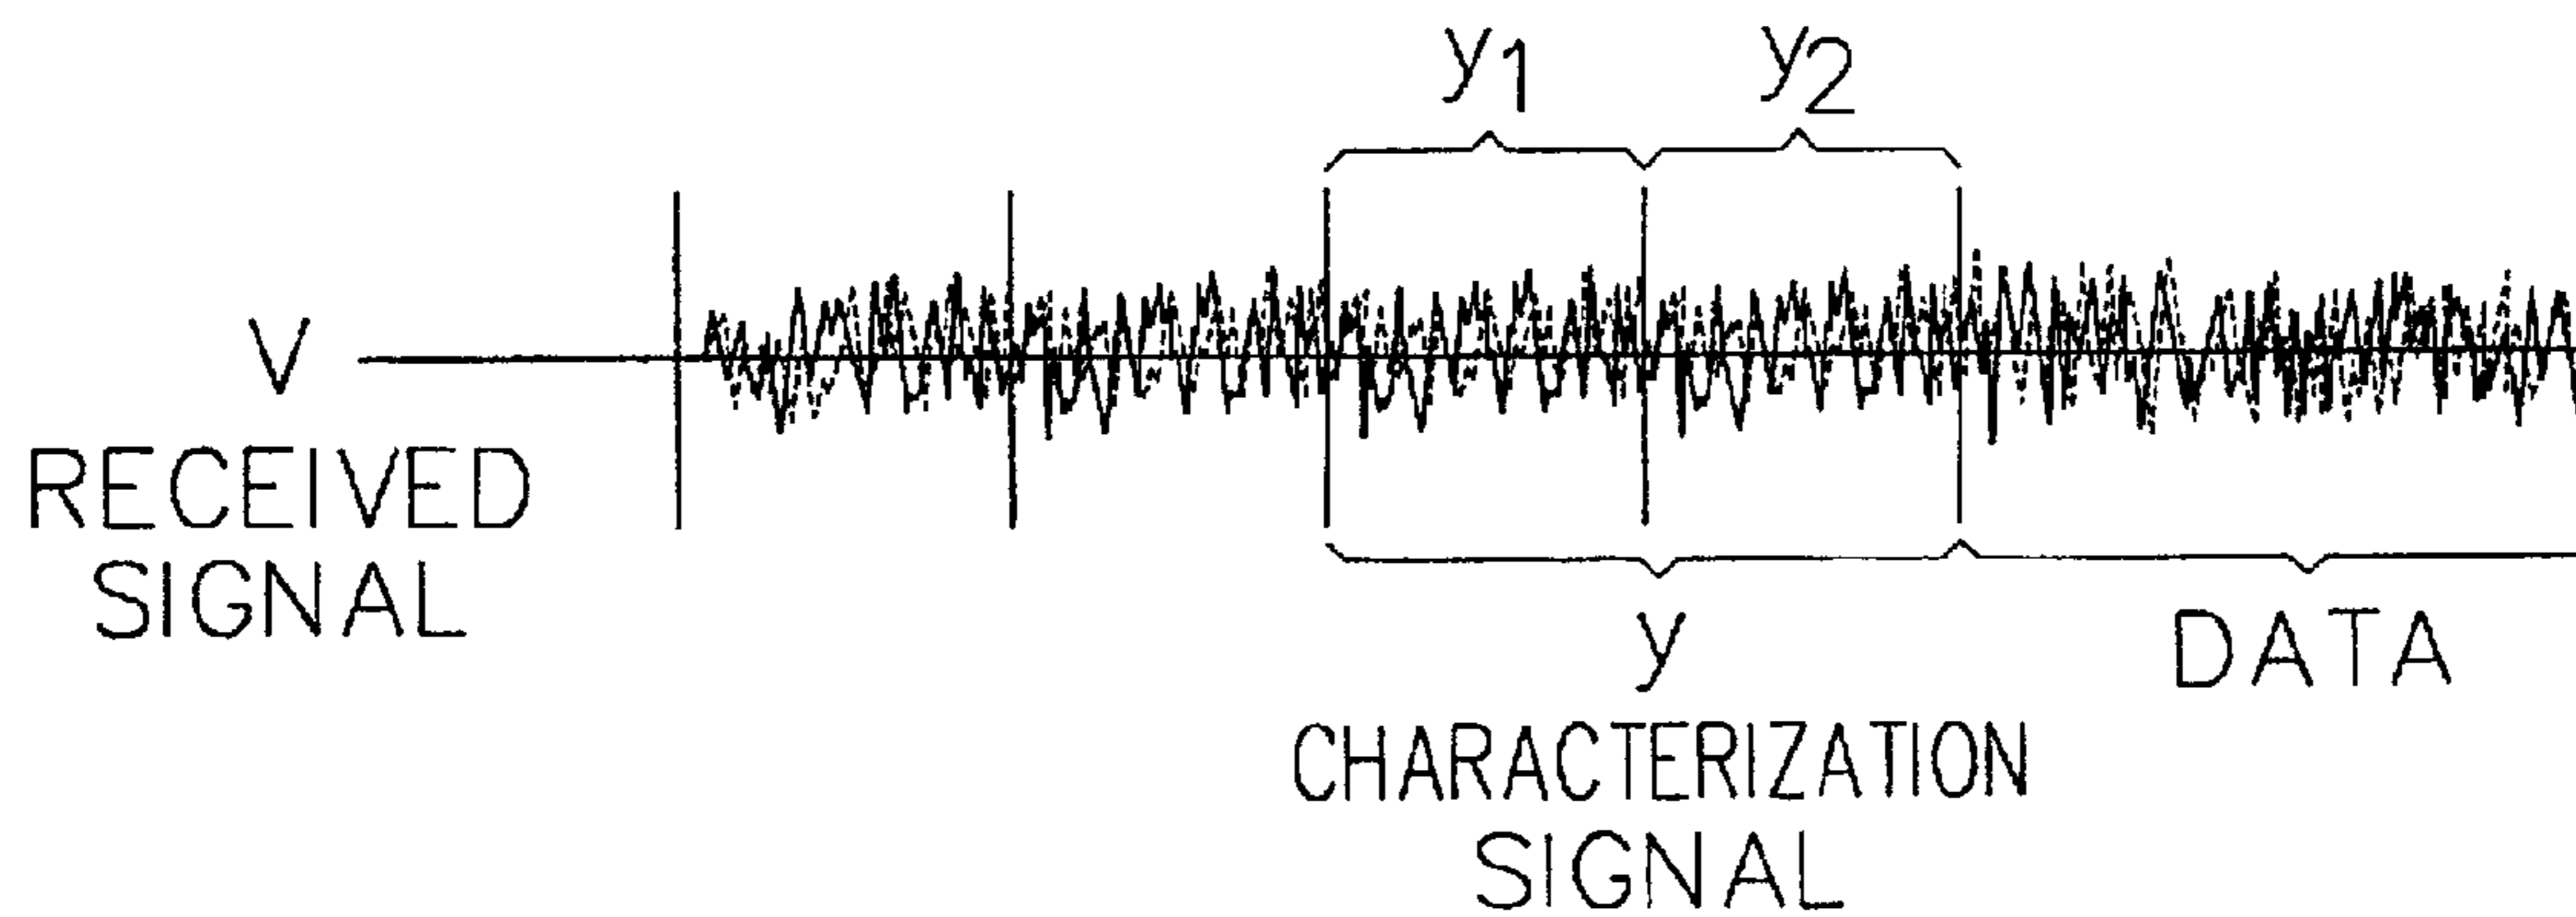 y1 y2
V
RECEIVED
SIGNAL
y
DATA
CHARACTERIZATION
SIGNAL